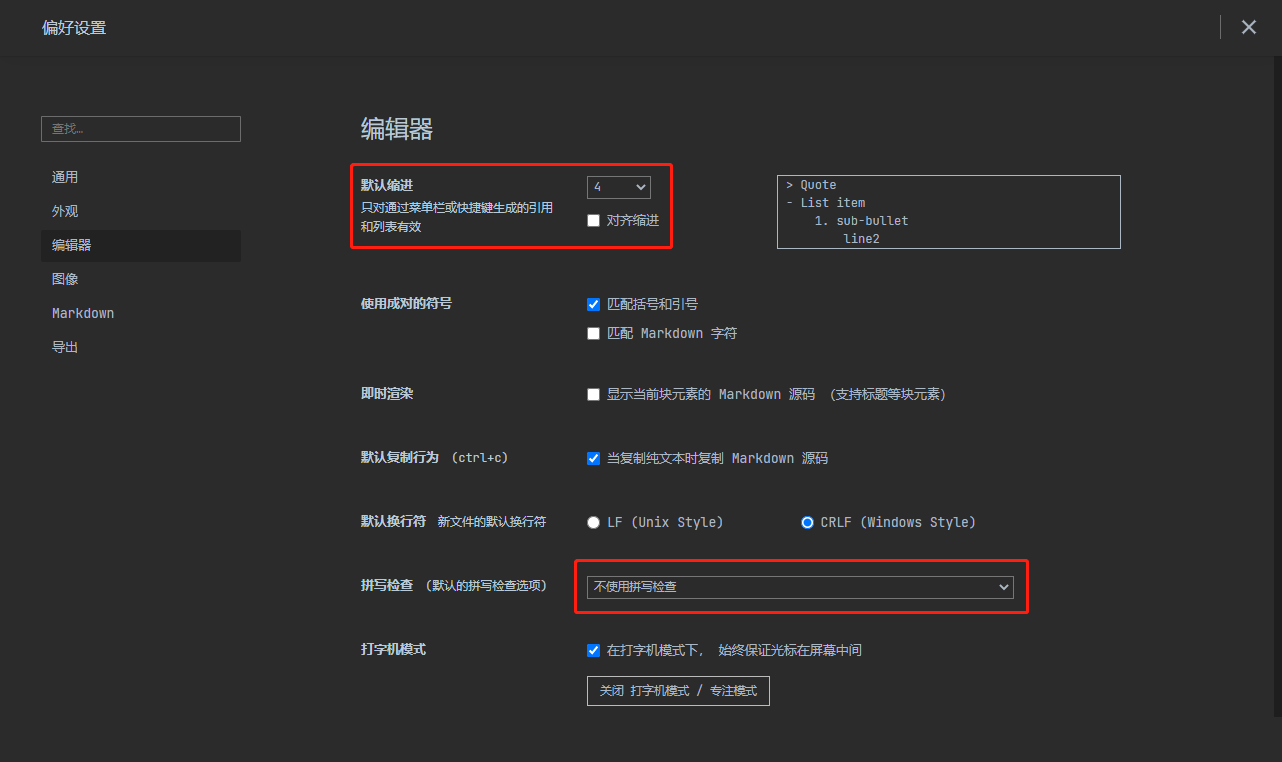 偏好设置
查找…
通用
外观
编辑器
图像
Markdown
导出
编辑器
默认缩进
只对通过菜单栏或快捷键生成的引用
和列表有效
4
对齐缩进
> Quote
- List item
1. sub-bullet
line2
使用成对的符号
匹配括号和引号
匹配 Markdown 字符
即时渲染
显示当前块元素的 Markdown 源码 (支持标题等块元素)
默认复制行为 (ctrl+c)
当复制纯文本时复制 Markdown 源码
默认换行符 新文件的默认换行符
LF (Unix Style)
CRLF (Windows Style)
拼写检查 (默认的拼写检查选项)
不使用拼写检查
打字机模式
在打字机模式下, 始终保证光标在屏幕中间
关闭 打字机模式 / 专注模式